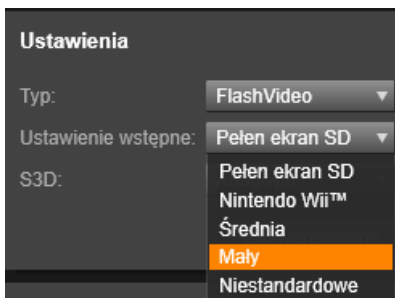 Ustawienia
Typ: FlashVideo
Ustawienie wstępne: Pełen ekran SD
S3D: Pełen ekran SD
Nintendo Wii™
Średnia
Mały
Niestandardowe